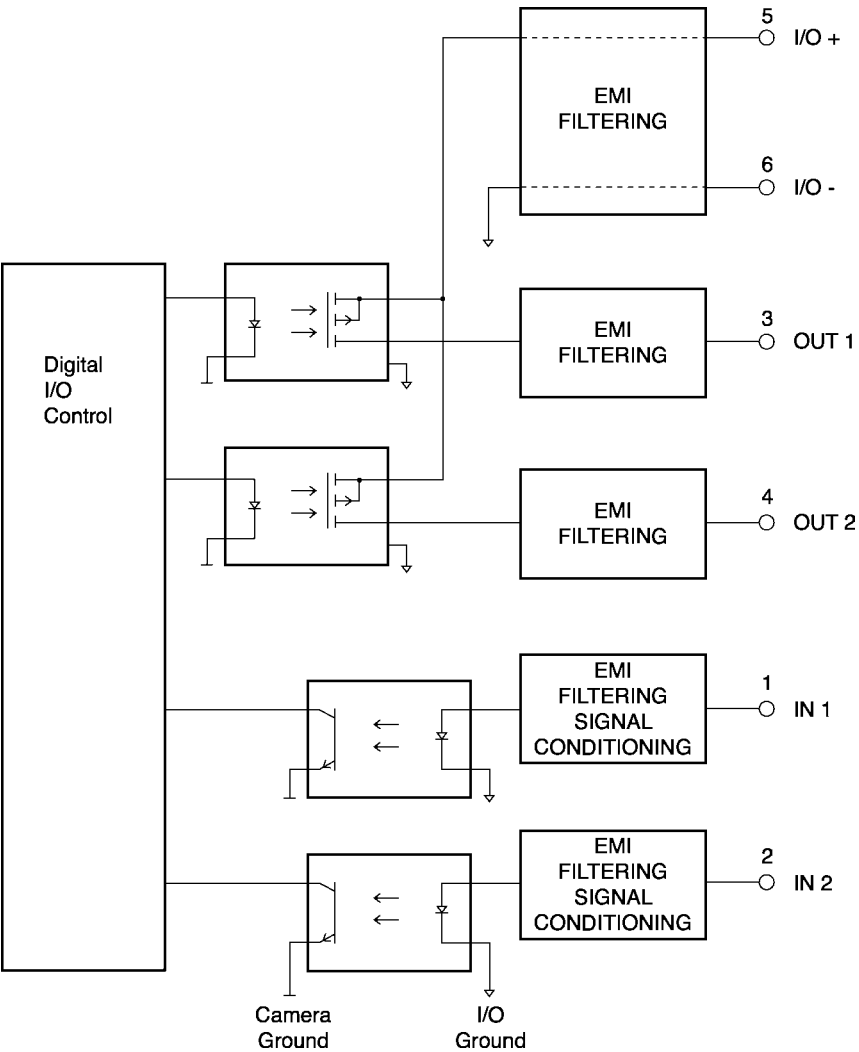 5
I/O +
EMI
FILTERING
6
I/O -
Digital
I/O
Control
EMI
FILTERING
3
OUT 1
EMI
FILTERING
4
OUT 2
EMI
FILTERING
SIGNAL
CONDITIONING
1
IN 1
EMI
FILTERING
SIGNAL
CONDITIONING
2
IN 2
Camera
Ground
I/O
Ground